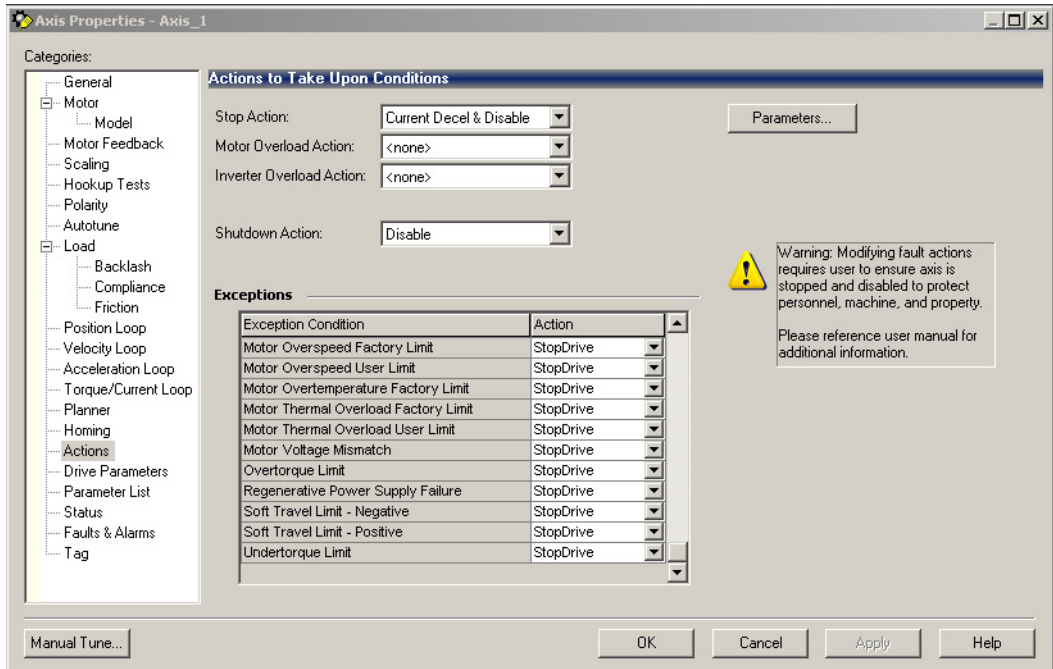 Axis Properties - Axis_1
Categories:
General
Motor
Model
Motor Feedback
Scaling
Hookup Tests
Polarity
Autotune
Load
Backlash
Compliance
Friction
Position Loop
Velocity Loop
Acceleration Loop
Torque/Current Loop
Planner
Homing
Actions
Drive Parameters
Parameter List
Status
Faults & Alarms
Tag
Actions to Take Upon Conditions
Stop Action: Current Decel & Disable
Parameters...
Motor Overload Action: <none>
Inverter Overload Action: <none>
Shutdown Action: Disable
Warning: Modifying fault actions
requires user to ensure axis is
stopped and disabled to protect
personnel, machine, and property.
Please reference user manual for
additional information.
Exceptions
Exception Condition Action
Motor Overspeed Factory Limit StopDrive
Motor Overspeed User Limit StopDrive
Motor Overtemperature Factory Limit StopDrive
Motor Thermal Overload Factory Limit StopDrive
Motor Thermal Overload User Limit StopDrive
Motor Voltage Mismatch StopDrive
Overtorque Limit StopDrive
Regenerative Power Supply Failure StopDrive
Soft Travel Limit - Negative StopDrive
Soft Travel Limit - Positive StopDrive
Undertorque Limit StopDrive
Manual Tune... OK Cancel Apply Help